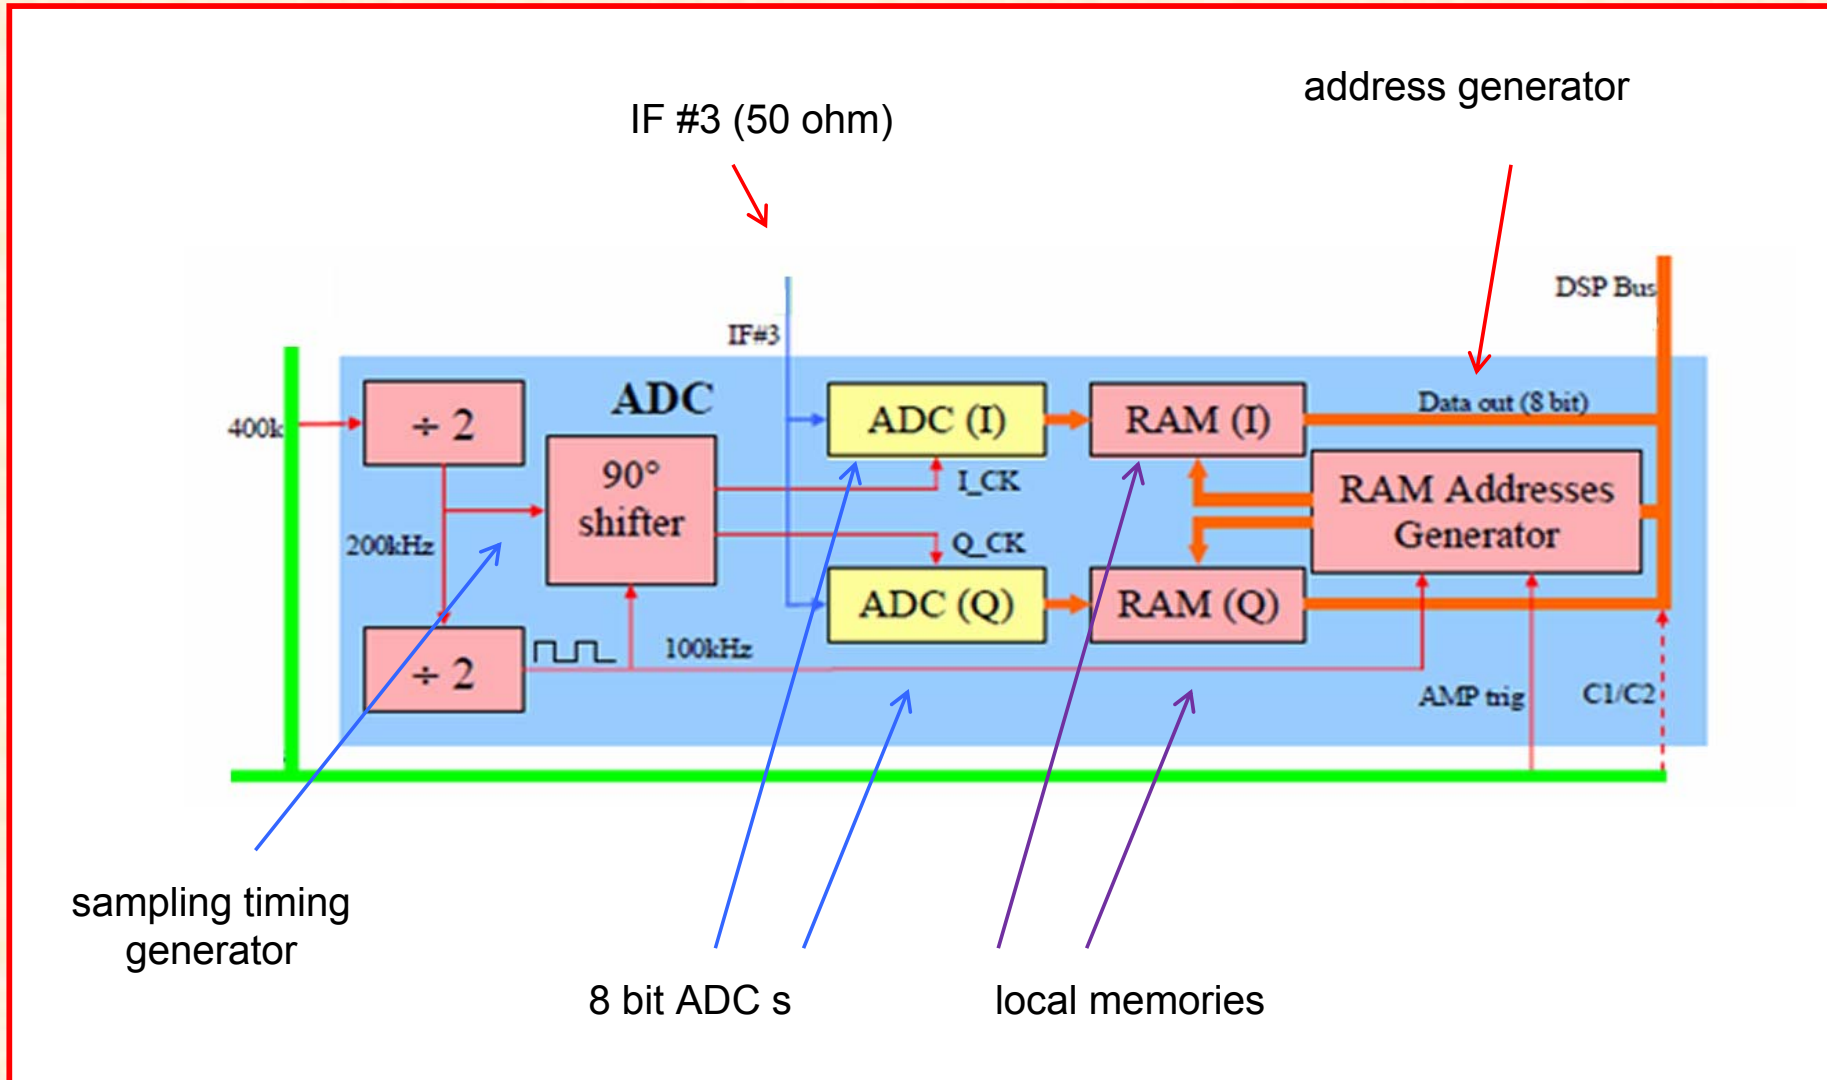 address generator
IF #3 (50 ohm)
DSP Bus
IF#3
400k
÷ 2
ADC
ADC (I)
RAM (I)
Data out (8 bit)
90°
shifter
I_CK
RAM Addresses
Generator
200kHz
Q_CK
ADC (Q)
RAM (Q)
÷ 2
100kHz
AMP trig
C1/C2
sampling timing
generator
8 bit ADC s
local memories